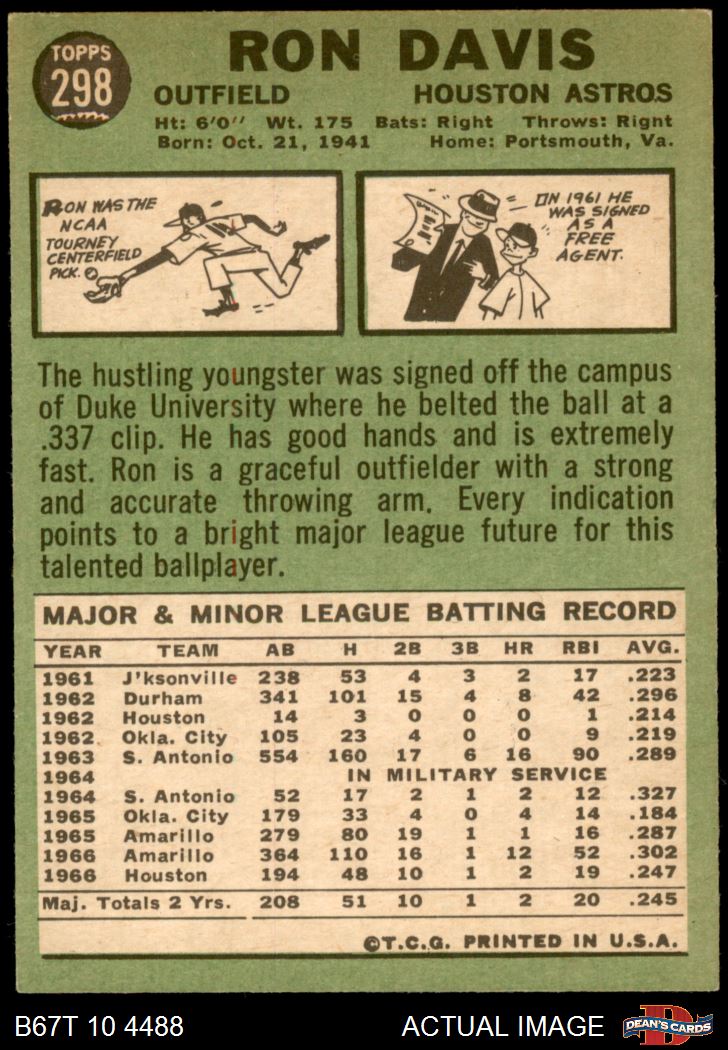 TOPPS
298
RON DAVIS
OUTFIELD HOUSTON ASTROS
Ht: 6'0" Wt. 175 Bats: Right Throws: Right
Born: Oct. 21, 1941 Home: Portsmouth, Va.
RON WAS THE
NCAA
TOURNEY
CENTERFIELD
PICK.
IN 1961 HE
WAS SIGNED
AS A
FREE
AGENT.
The hustling youngster was signed off the campus
of Duke University where he belted the ball at a
.337 clip. He has good hands and is extremely
fast. Ron is a graceful outfielder with a strong
and accurate throwing arm. Every indication
points to a bright major league future for this
talented ballplayer.
MAJOR & MINOR LEAGUE BATTING RECORD
YEAR TEAM AB H 2B 3B HR RBI AVG.
1961 J'ksonville 238 53 4 3 2 17 .223
1962 Durham 341 101 15 4 8 42 .296
1962 Houston 14 3 0 0 0 1 .214
1962 Okla. City 105 23 4 0 0 9 .219
1963 S. Antonio 554 160 17 6 16 90 .289
1964 IN MILITARY SERVICE
1964 S. Antonio 52 17 2 1 2 12 .327
1965 Okla. City 179 33 4 0 4 14 .184
1965 Amarillo 279 80 19 1 1 16 .287
1966 Amarillo 364 110 16 1 12 52 .302
1966 Houston 194 48 10 1 2 19 .247
Maj. Totals 2 Yrs. 208 51 10 1 2 20 .245
©T.C.G. PRINTED IN U.S.A.
B67T 10 4488 ACTUAL IMAGE
DEAN'S CARDS